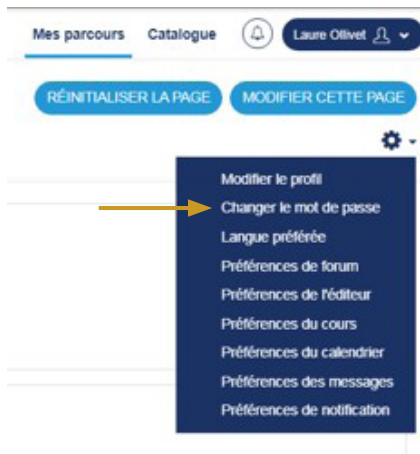 Mes parcours Catalogue Laure Ollivet
RÉINITIALISER LA PAGE MODIFIER CETTE PAGE
Modifier le profil
Changer le mot de passe
Langue préférée
Préférences de forum
Préférences de l'éditeur
Préférences du cours
Préférences du calendrier
Préférences des messages
Préférences de notification